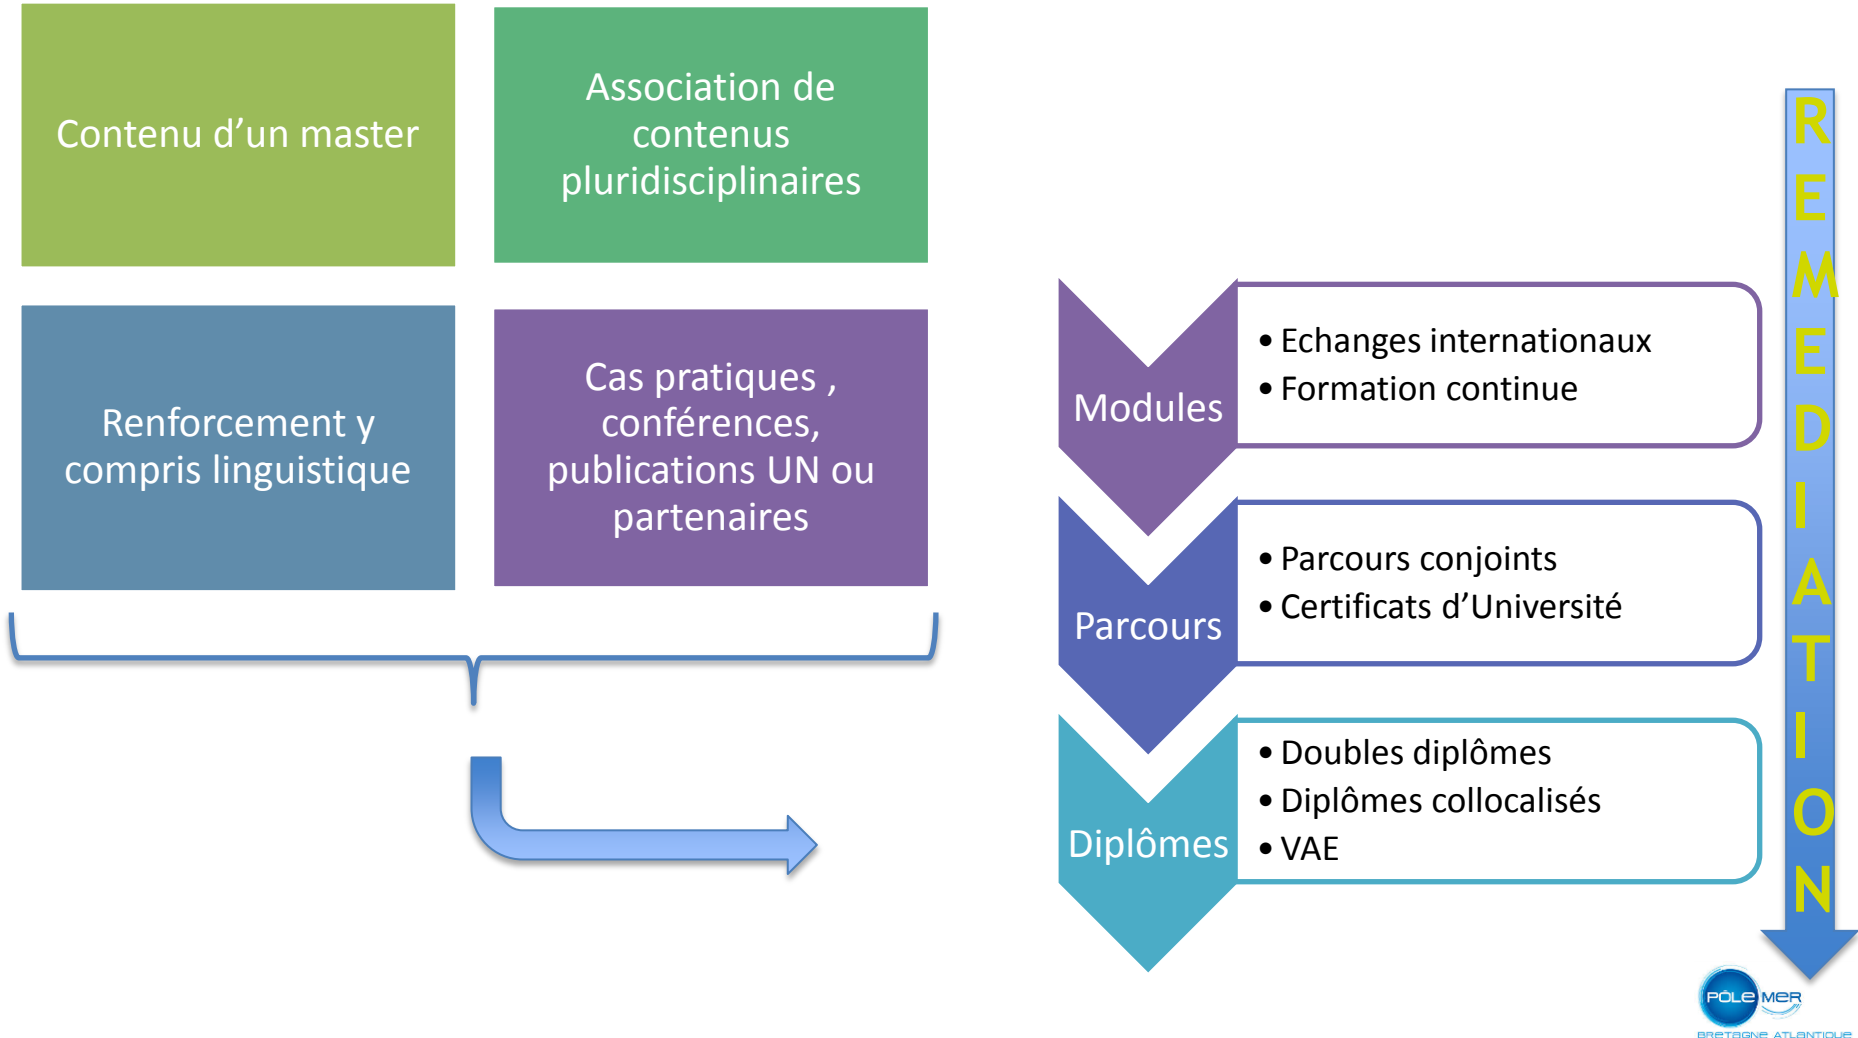 Contenu d’un master
Association de
contenus
pluridisciplinaires
Renforcement y
compris linguistique
Cas pratiques ,
conférences,
publications UN ou
partenaires
Modules
• Echanges internationaux
• Formation continue
Parcours
• Parcours conjoints
• Certificats d’Université
Diplômes
• Doubles diplômes
• Diplômes collocalisés
• VAE
REMEDIATION
PÔLE MER
BRETAGNE ATLANTIQUE